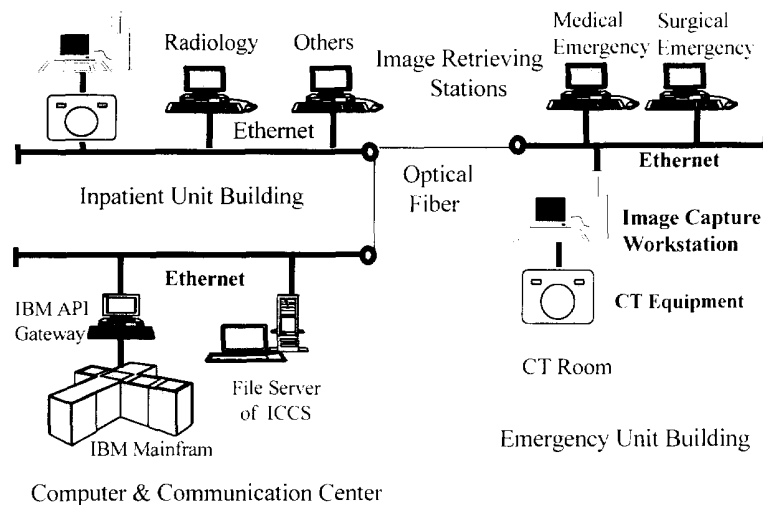 Radiology
Others
Image Retrieving
Stations
Medical
Emergency
Surgical
Emergency
Ethernet
Ethernet
Inpatient Unit Building
Optical
Fiber
Image Capture
Workstation
Ethernet
IBM API
Gateway
CT Equipment
CT Room
File Server
of ICCS
IBM Mainfram
Emergency Unit Building
Computer & Communication Center